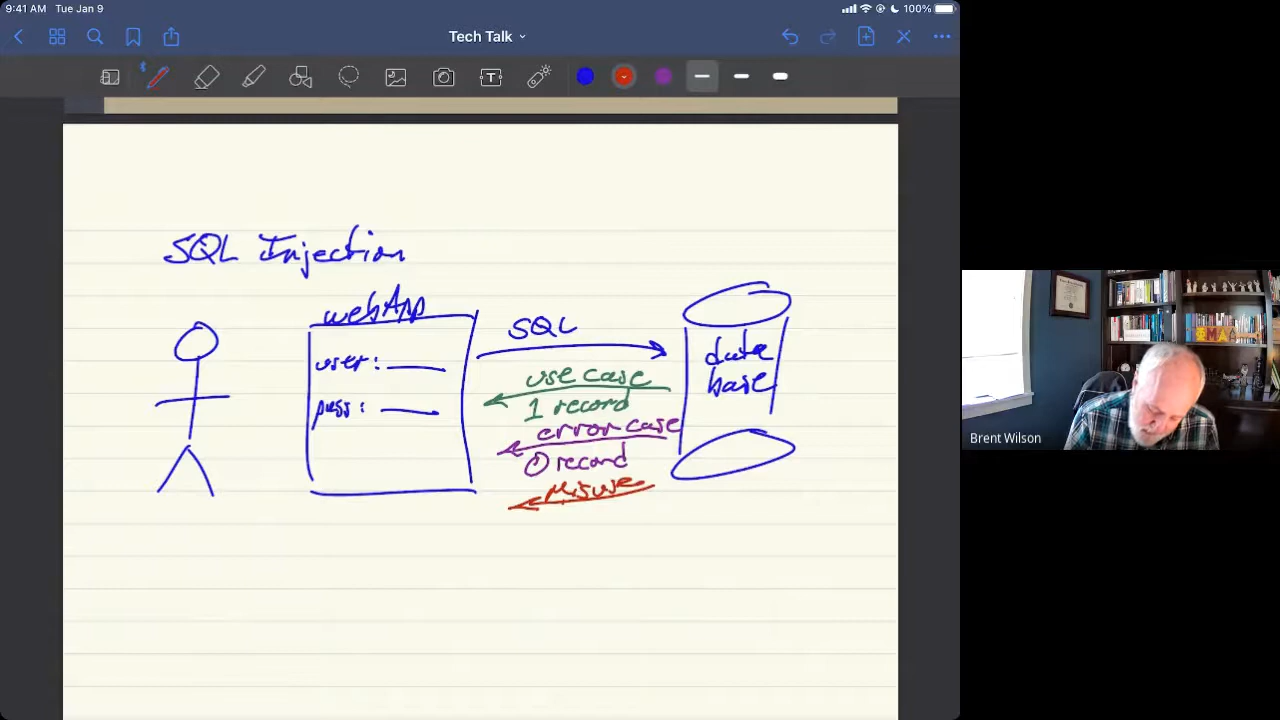 9:41 AM Tue Jan 9
100%
Tech Talk
SQL Injection
webApp
user:
pass:
SQL
use case
1 record
error case
0 record
Misuse
data
base
Brent Wilson
ΦΜΑ